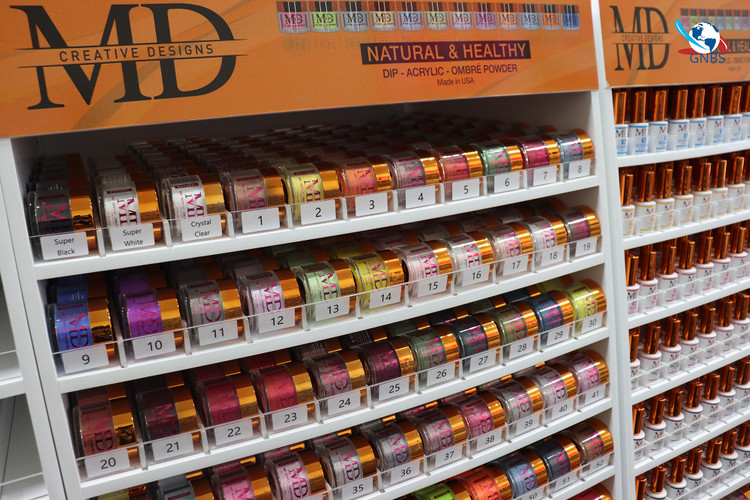 MD
CREATIVE DESIGNS
NATURAL & HEALTHY
DIP - ACRYLIC - OMBRÉ POWDER
Made in USA
MD
CREATIVE DESIGNS
GNBS
Super Black
Super White
Crystal Clear
1 2 3 4 5 6 7 8
9 10 11 12 13 14 15 16 17 18 19
20 21 22 23 24 25 26 27 28 29 30
35 36 37 38 39 40 41